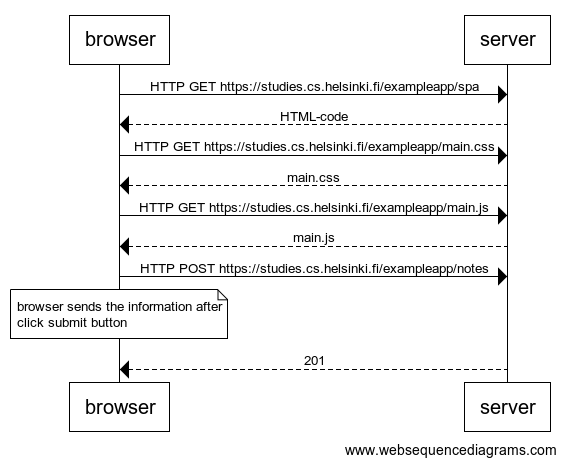 browser
server
HTTP GET https://studies.cs.helsinki.fi/exampleapp/spa
HTML-code
HTTP GET https://studies.cs.helsinki.fi/exampleapp/main.css
main.css
HTTP GET https://studies.cs.helsinki.fi/exampleapp/main.js
main.js
HTTP POST https://studies.cs.helsinki.fi/exampleapp/notes
browser sends the information after
click submit button
201
browser
server
www.websequencediagrams.com